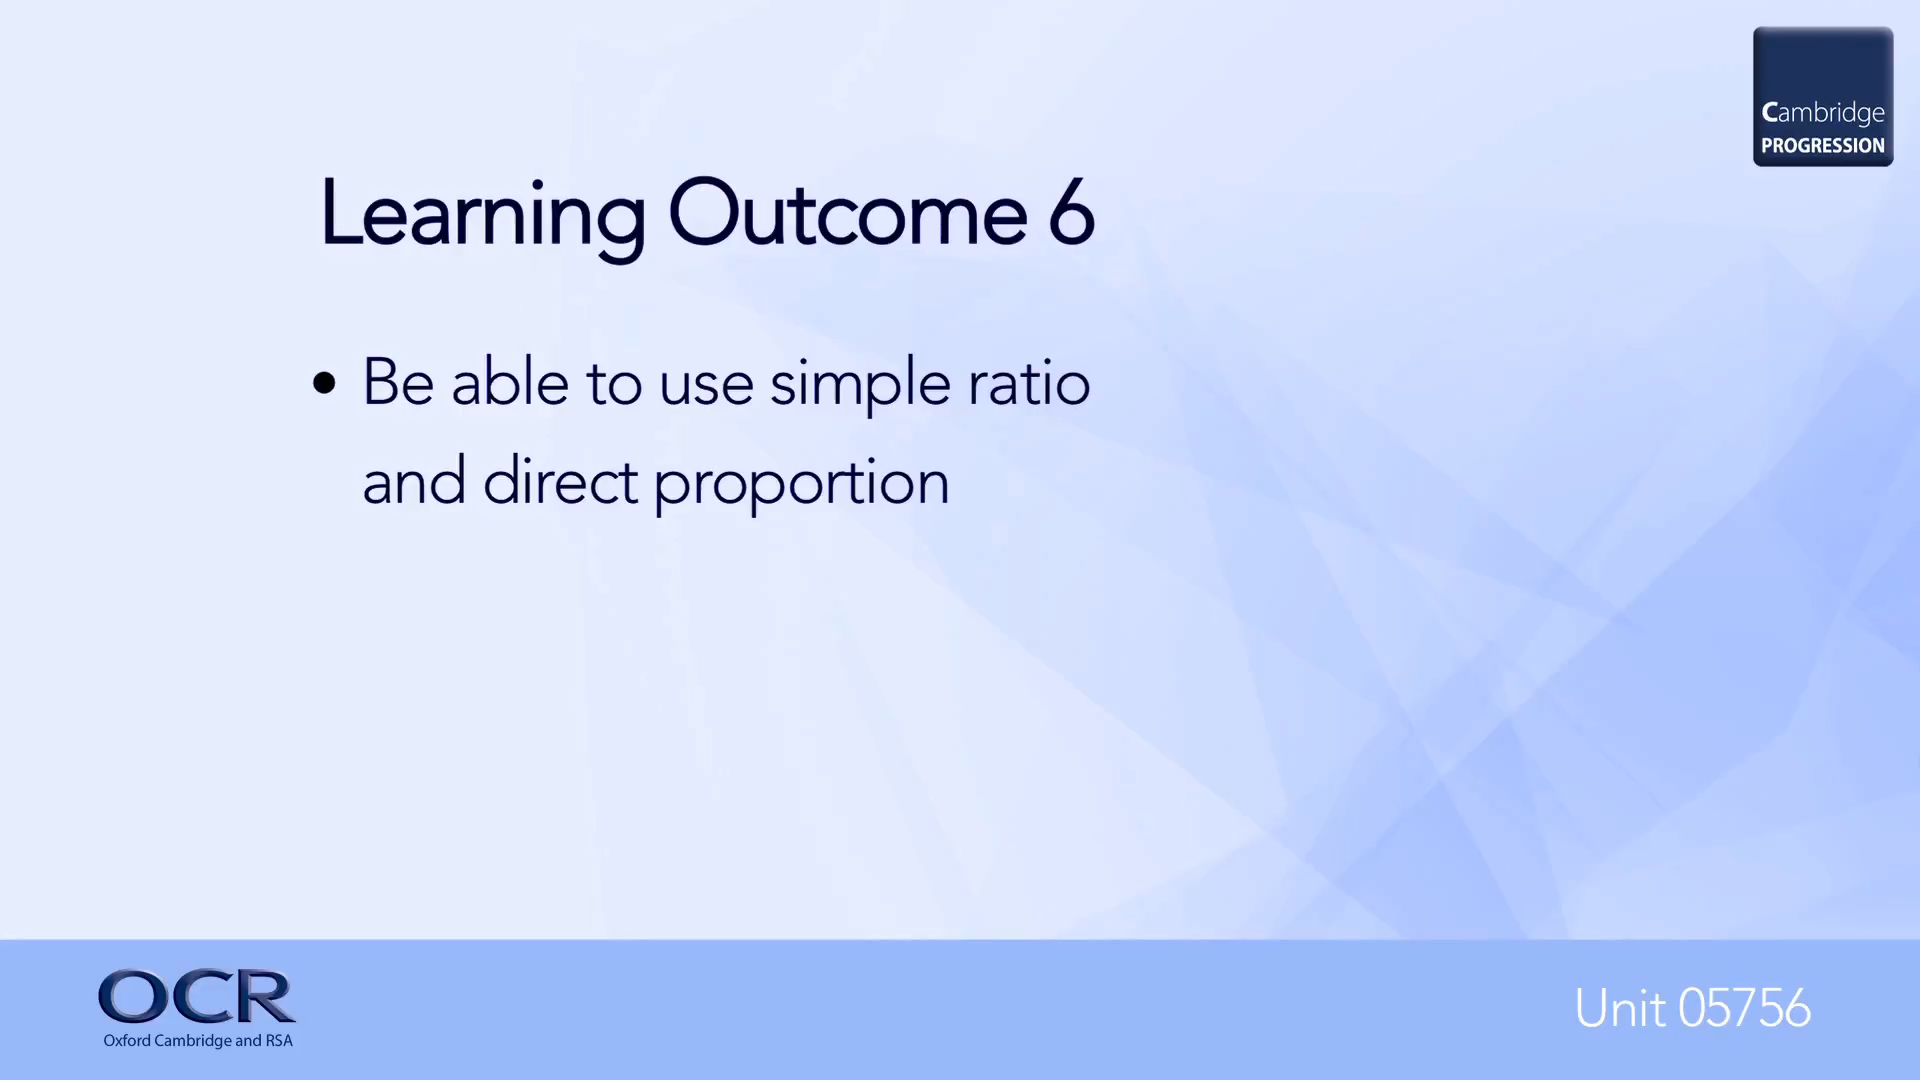 Cambridge
PROGRESSION
Learning Outcome 6
• Be able to use simple ratio
and direct proportion
OCR
Oxford Cambridge and RSA
Unit 05756